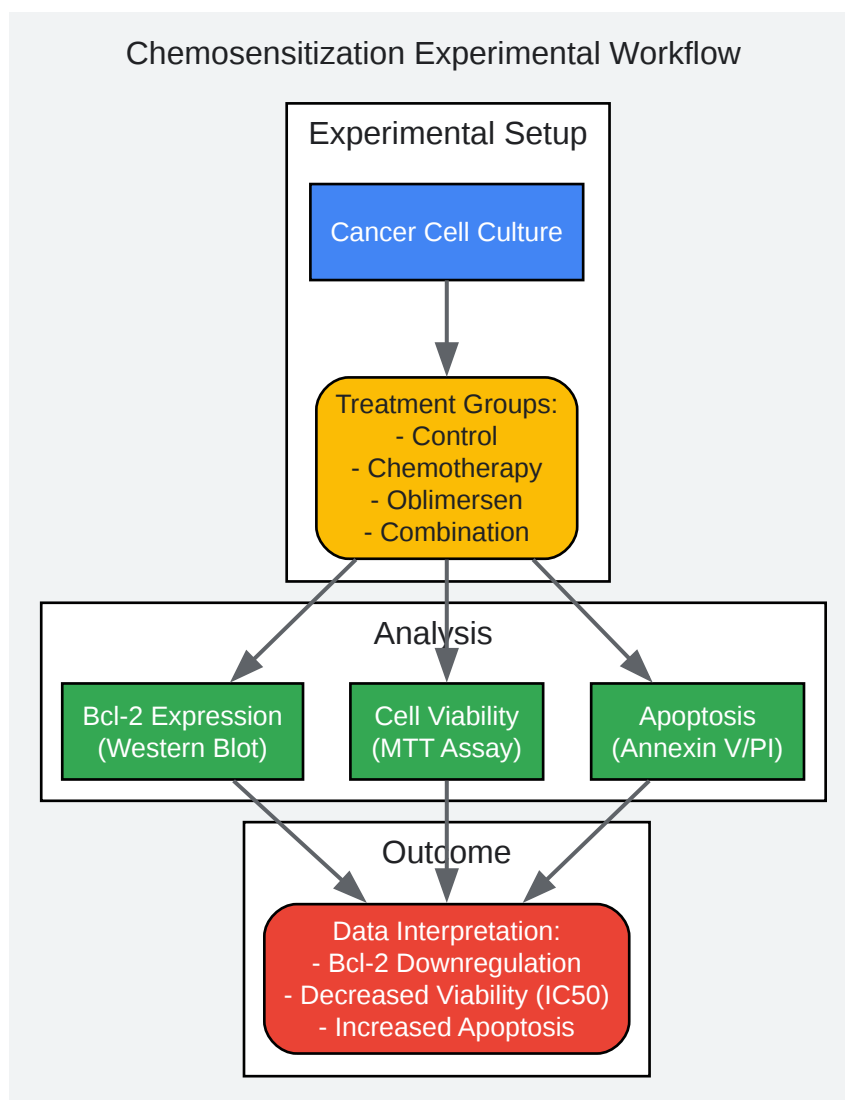 Chemosensitization Experimental Workflow
Experimental Setup
Cancer Cell Culture
Treatment Groups:
- Control
- Chemotherapy
- Oblimersen
- Combination
Analysis
Bcl-2 Expression
(Western Blot)
Cell Viability
(MTT Assay)
Apoptosis
(Annexin V/PI)
Outcome
Data Interpretation:
- Bcl-2 Downregulation
- Decreased Viability (IC50)
- Increased Apoptosis